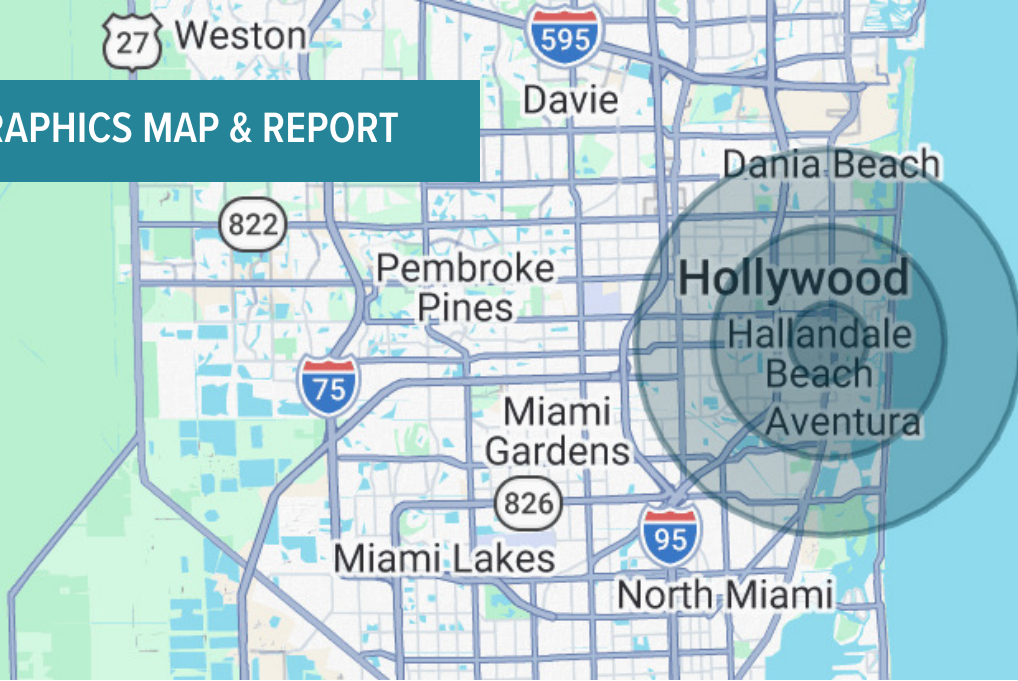 27
Weston
595
Davie
RAPHICS MAP & REPORT
Dania Beach
822
Pembroke
Pines
Hollywood
Hallandale
Beach
75
Miami
Gardens
Aventura
826
95
Miami Lakes
North Miami